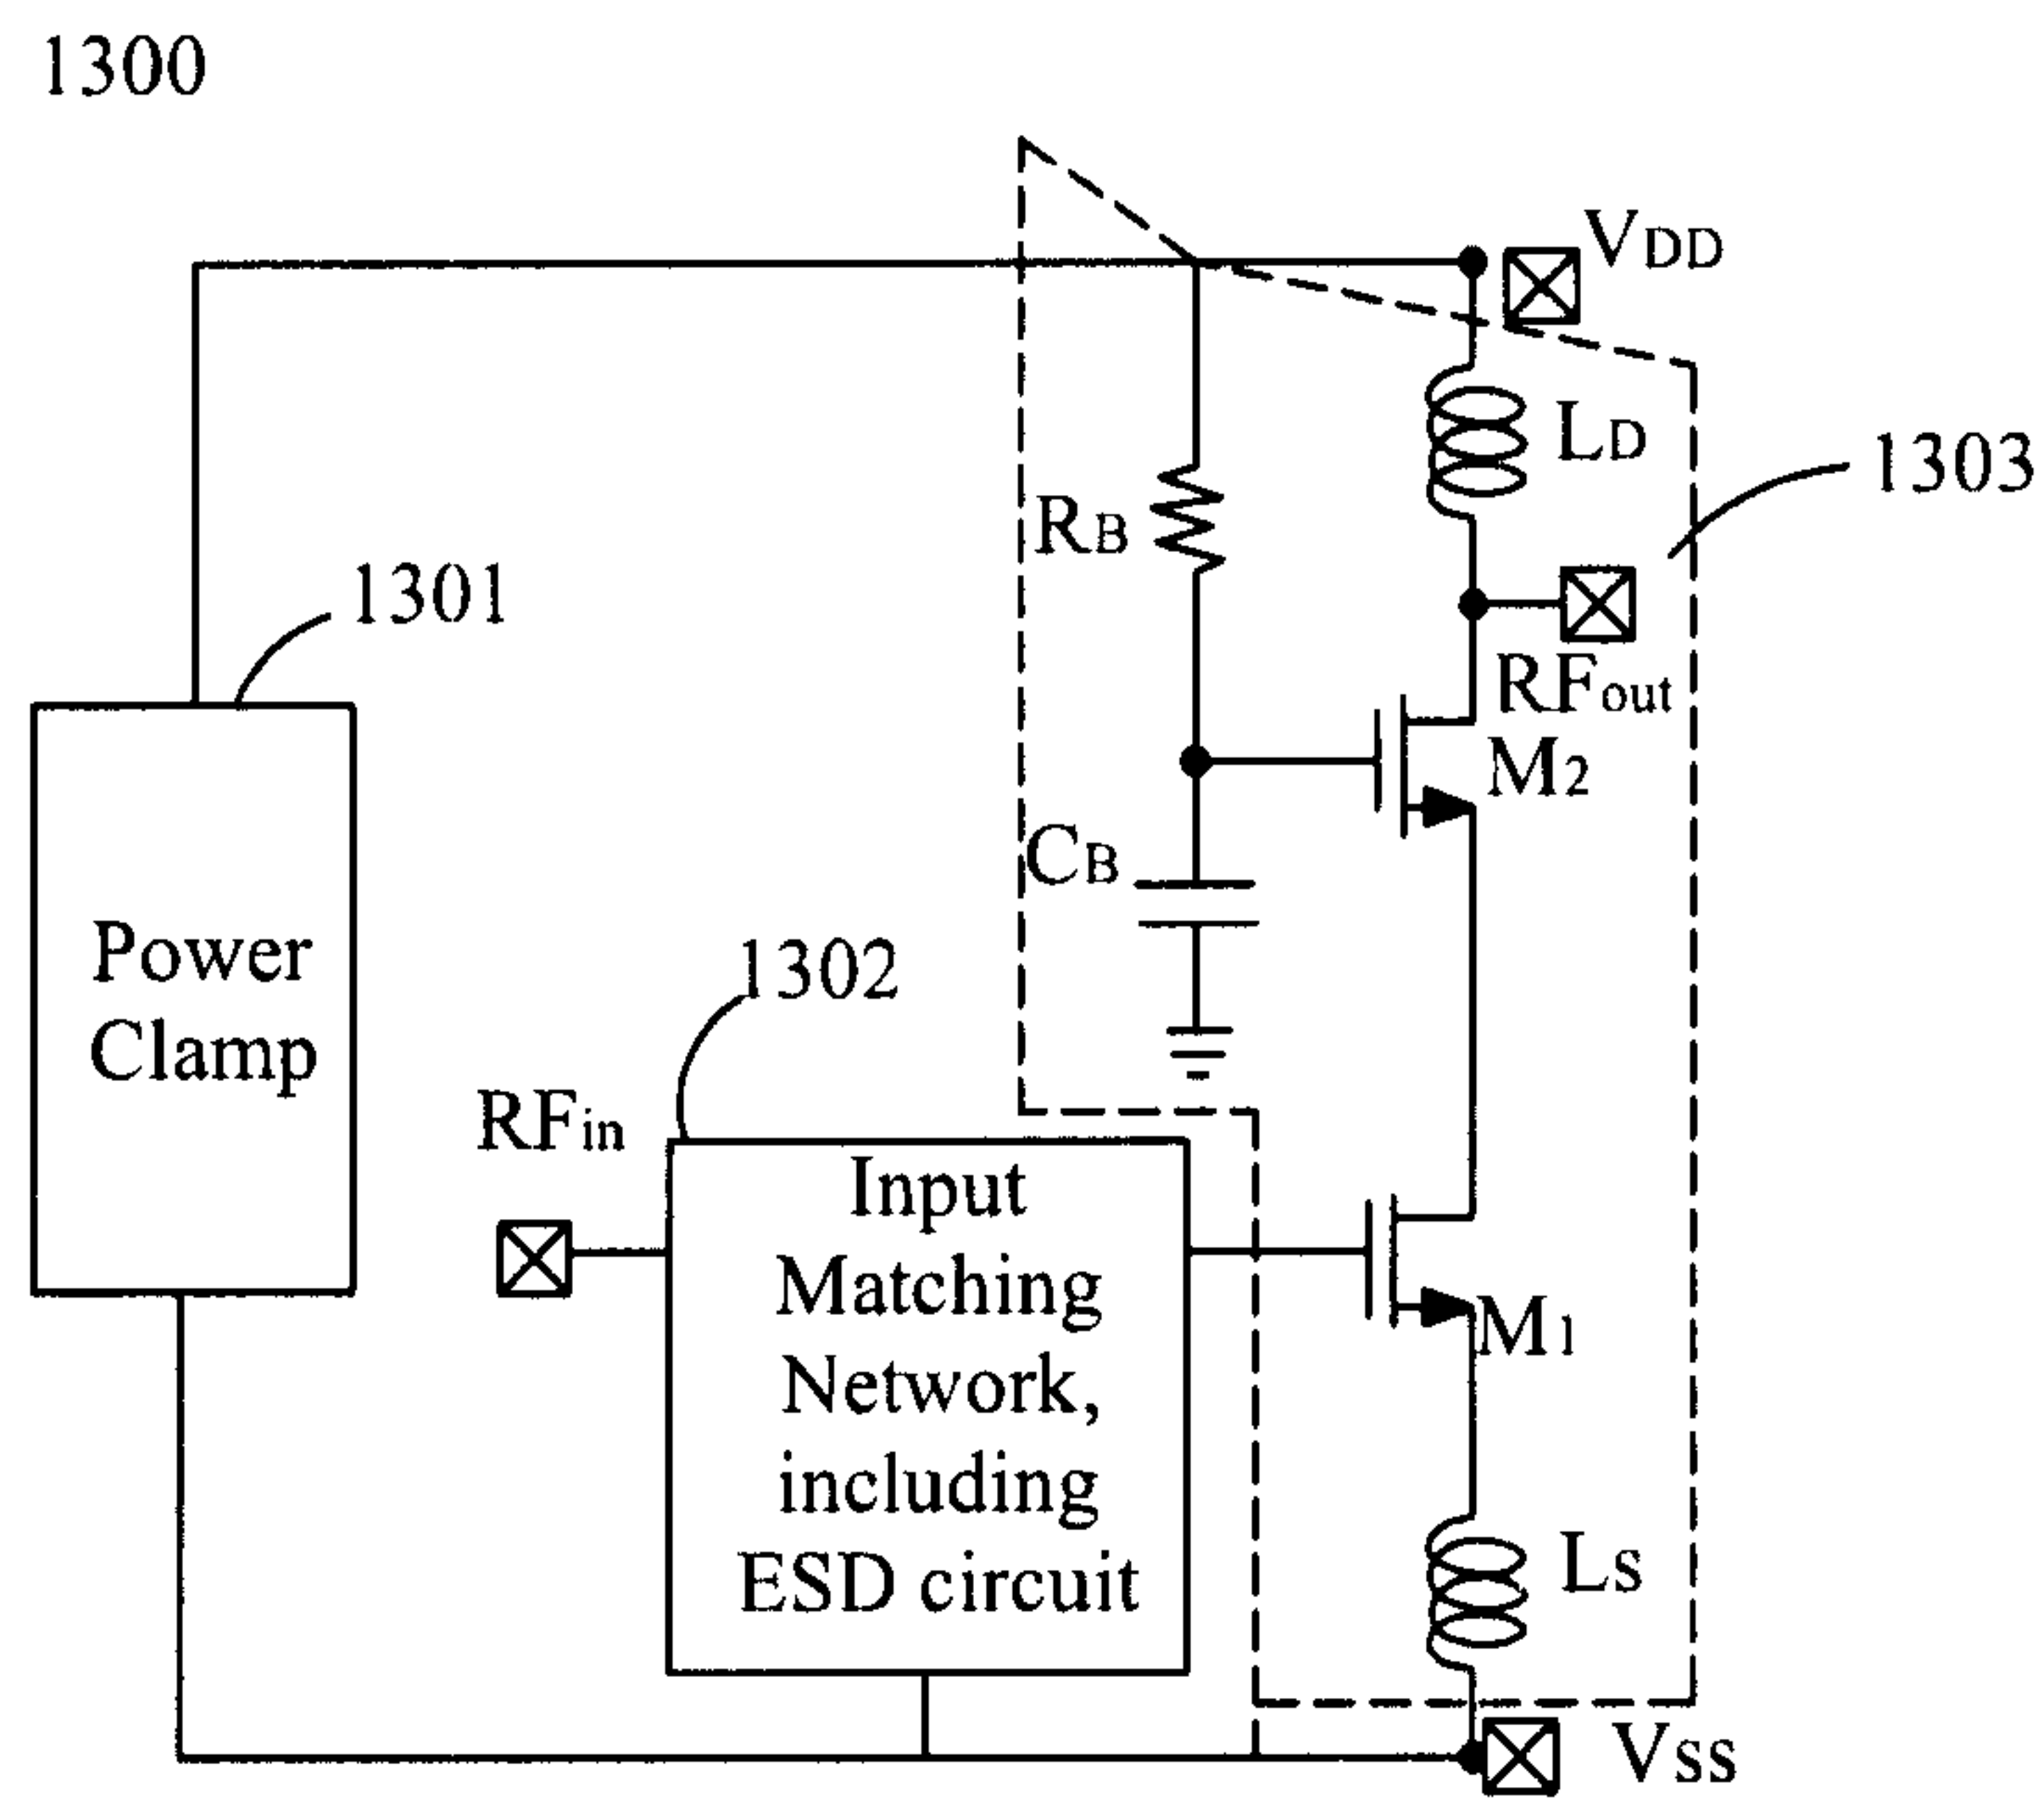 1300
VDD
LD
1303
RB
1301
RFout
M2
CB
Power
Clamp
1302
RFin
Input
Matching
Network,
including
ESD circuit
M1
LS
VSS